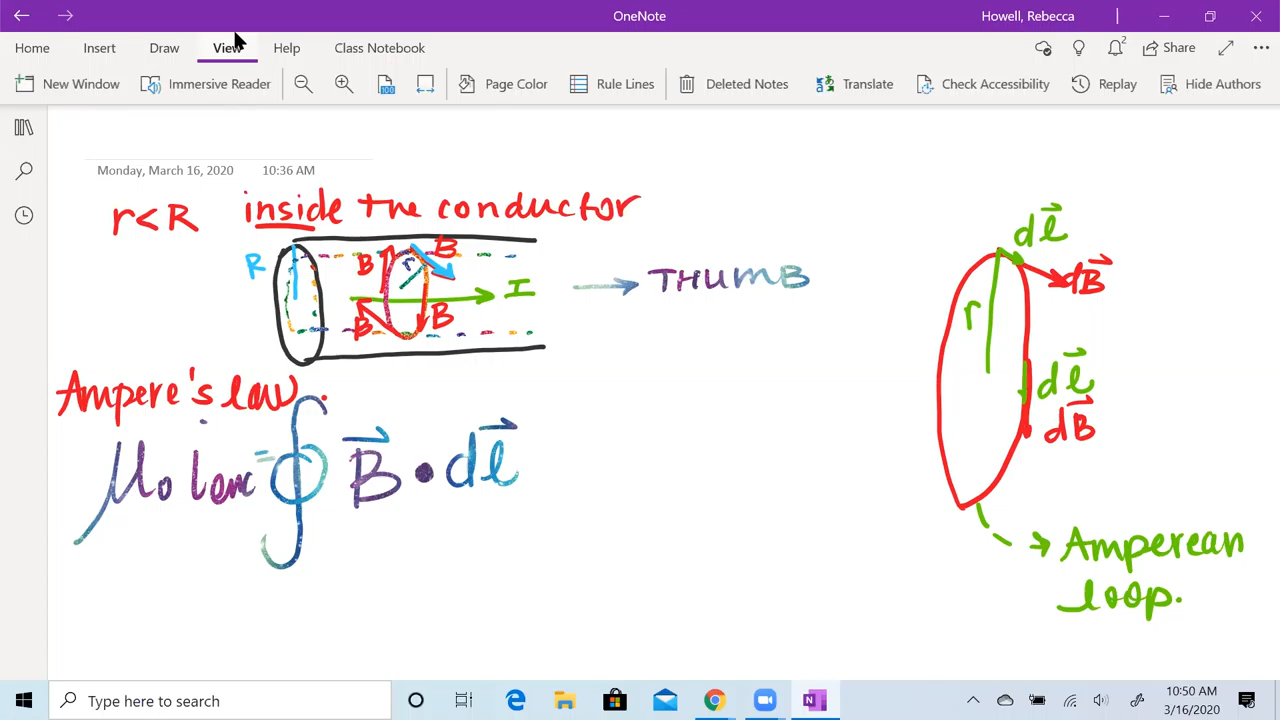 OneNote
Howell, Rebecca
Home Insert Draw View Help Class Notebook
2
Share
New Window Immersive Reader 100 Page Color Rule Lines Deleted Notes Translate Check Accessibility Replay Hide Authors
Monday, March 16, 2020 10:36 AM
r<R inside the conductor
R B r B B B I → THUMB
Ampere's law.
μo Ienc = ∮ B⃗ • dl⃗
dl⃗
dB⃗
r
dl⃗
dB⃗
→ Amperean
loop.
Type here to search
10:50 AM
3/16/2020